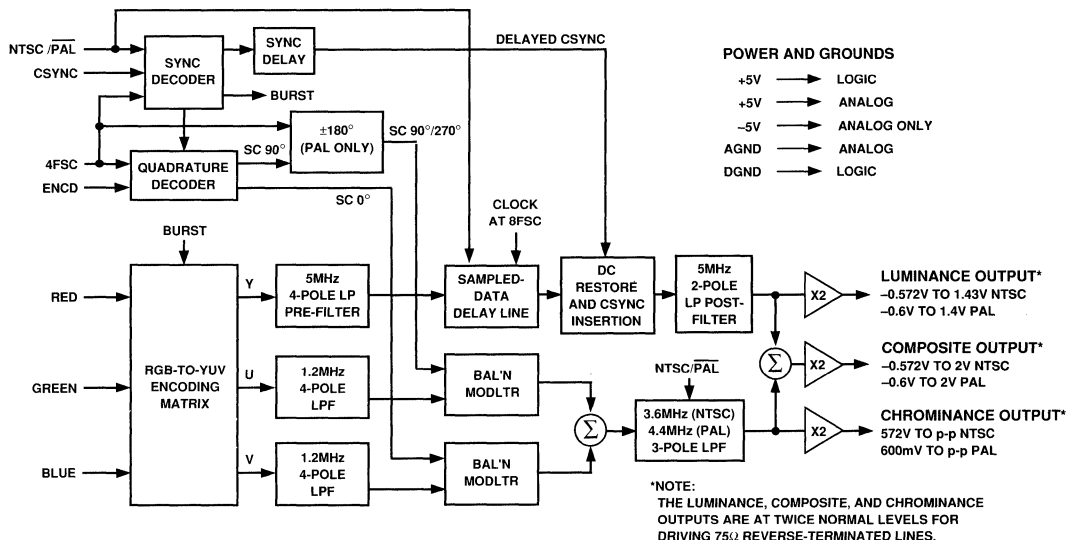 NTSC /PAL
CSYNC
4FSC
ENCD
SYNC
DECODER
SYNC
DELAY
DELAYED CSYNC
BURST
QUADRATURE
DECODER
SC 90°
±180°
(PAL ONLY)
SC 90°/270°
SC 0°
POWER AND GROUNDS
+5V LOGIC
+5V ANALOG
–5V ANALOG ONLY
AGND ANALOG
DGND LOGIC
CLOCK
AT 8FSC
BURST
RED
GREEN
BLUE
RGB-TO-YUV
ENCODING
MATRIX
Y
U
V
5MHz
4-POLE LP
PRE-FILTER
1.2MHz
4-POLE
LPF
1.2MHz
4-POLE
LPF
SAMPLED-
DATA
DELAY LINE
DC
RESTORE
AND CSYNC
INSERTION
5MHz
2-POLE
LP POST-
FILTER
BAL'N
MODLTR
BAL'N
MODLTR
Σ
NTSC/PAL
3.6MHz (NTSC)
4.4MHz (PAL)
3-POLE LPF
Σ
X2
X2
X2
LUMINANCE OUTPUT*
–0.572V TO 1.43V NTSC
–0.6V TO 1.4V PAL
COMPOSITE OUTPUT*
–0.572V TO 2V NTSC
–0.6V TO 2V PAL
CHROMINANCE OUTPUT*
572V TO p-p NTSC
600mV TO p-p PAL
*NOTE:
THE LUMINANCE, COMPOSITE, AND CHROMINANCE
OUTPUTS ARE AT TWICE NORMAL LEVELS FOR
DRIVING 75Ω REVERSE-TERMINATED LINES.